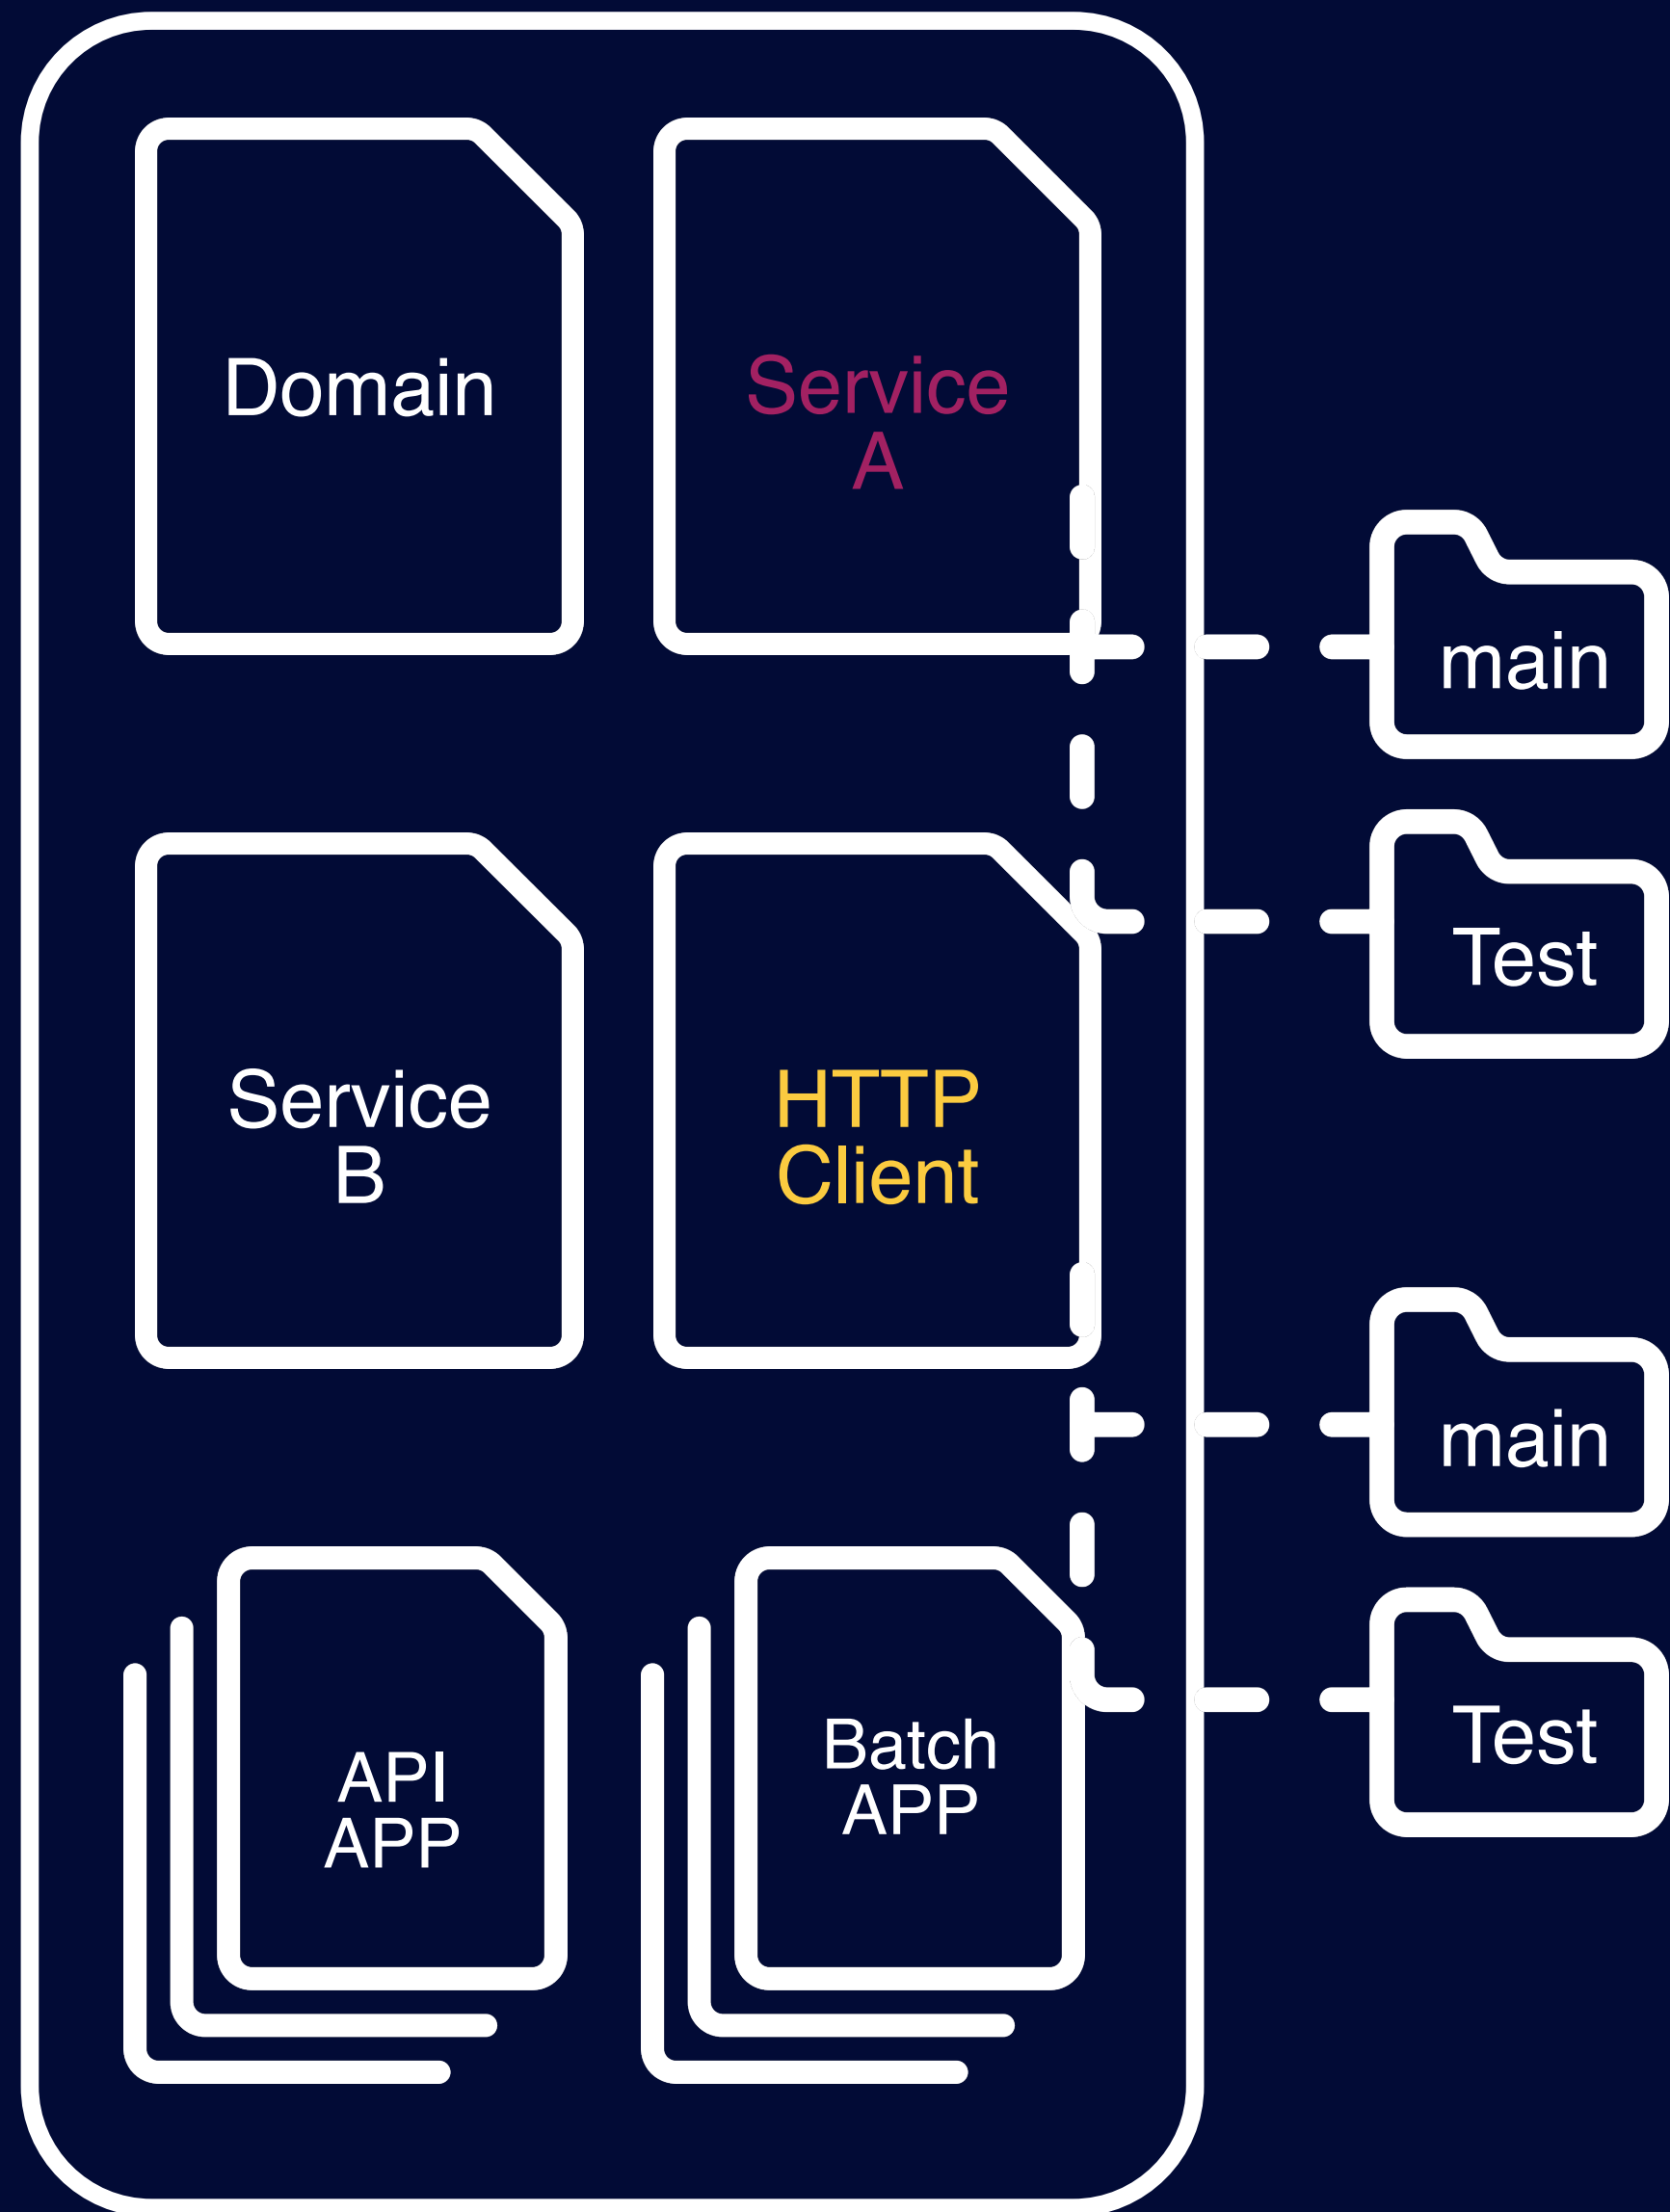 Domain
Service
A
main
Test
Service
B
HTTP
Client
main
Test
API
APP
Batch
APP